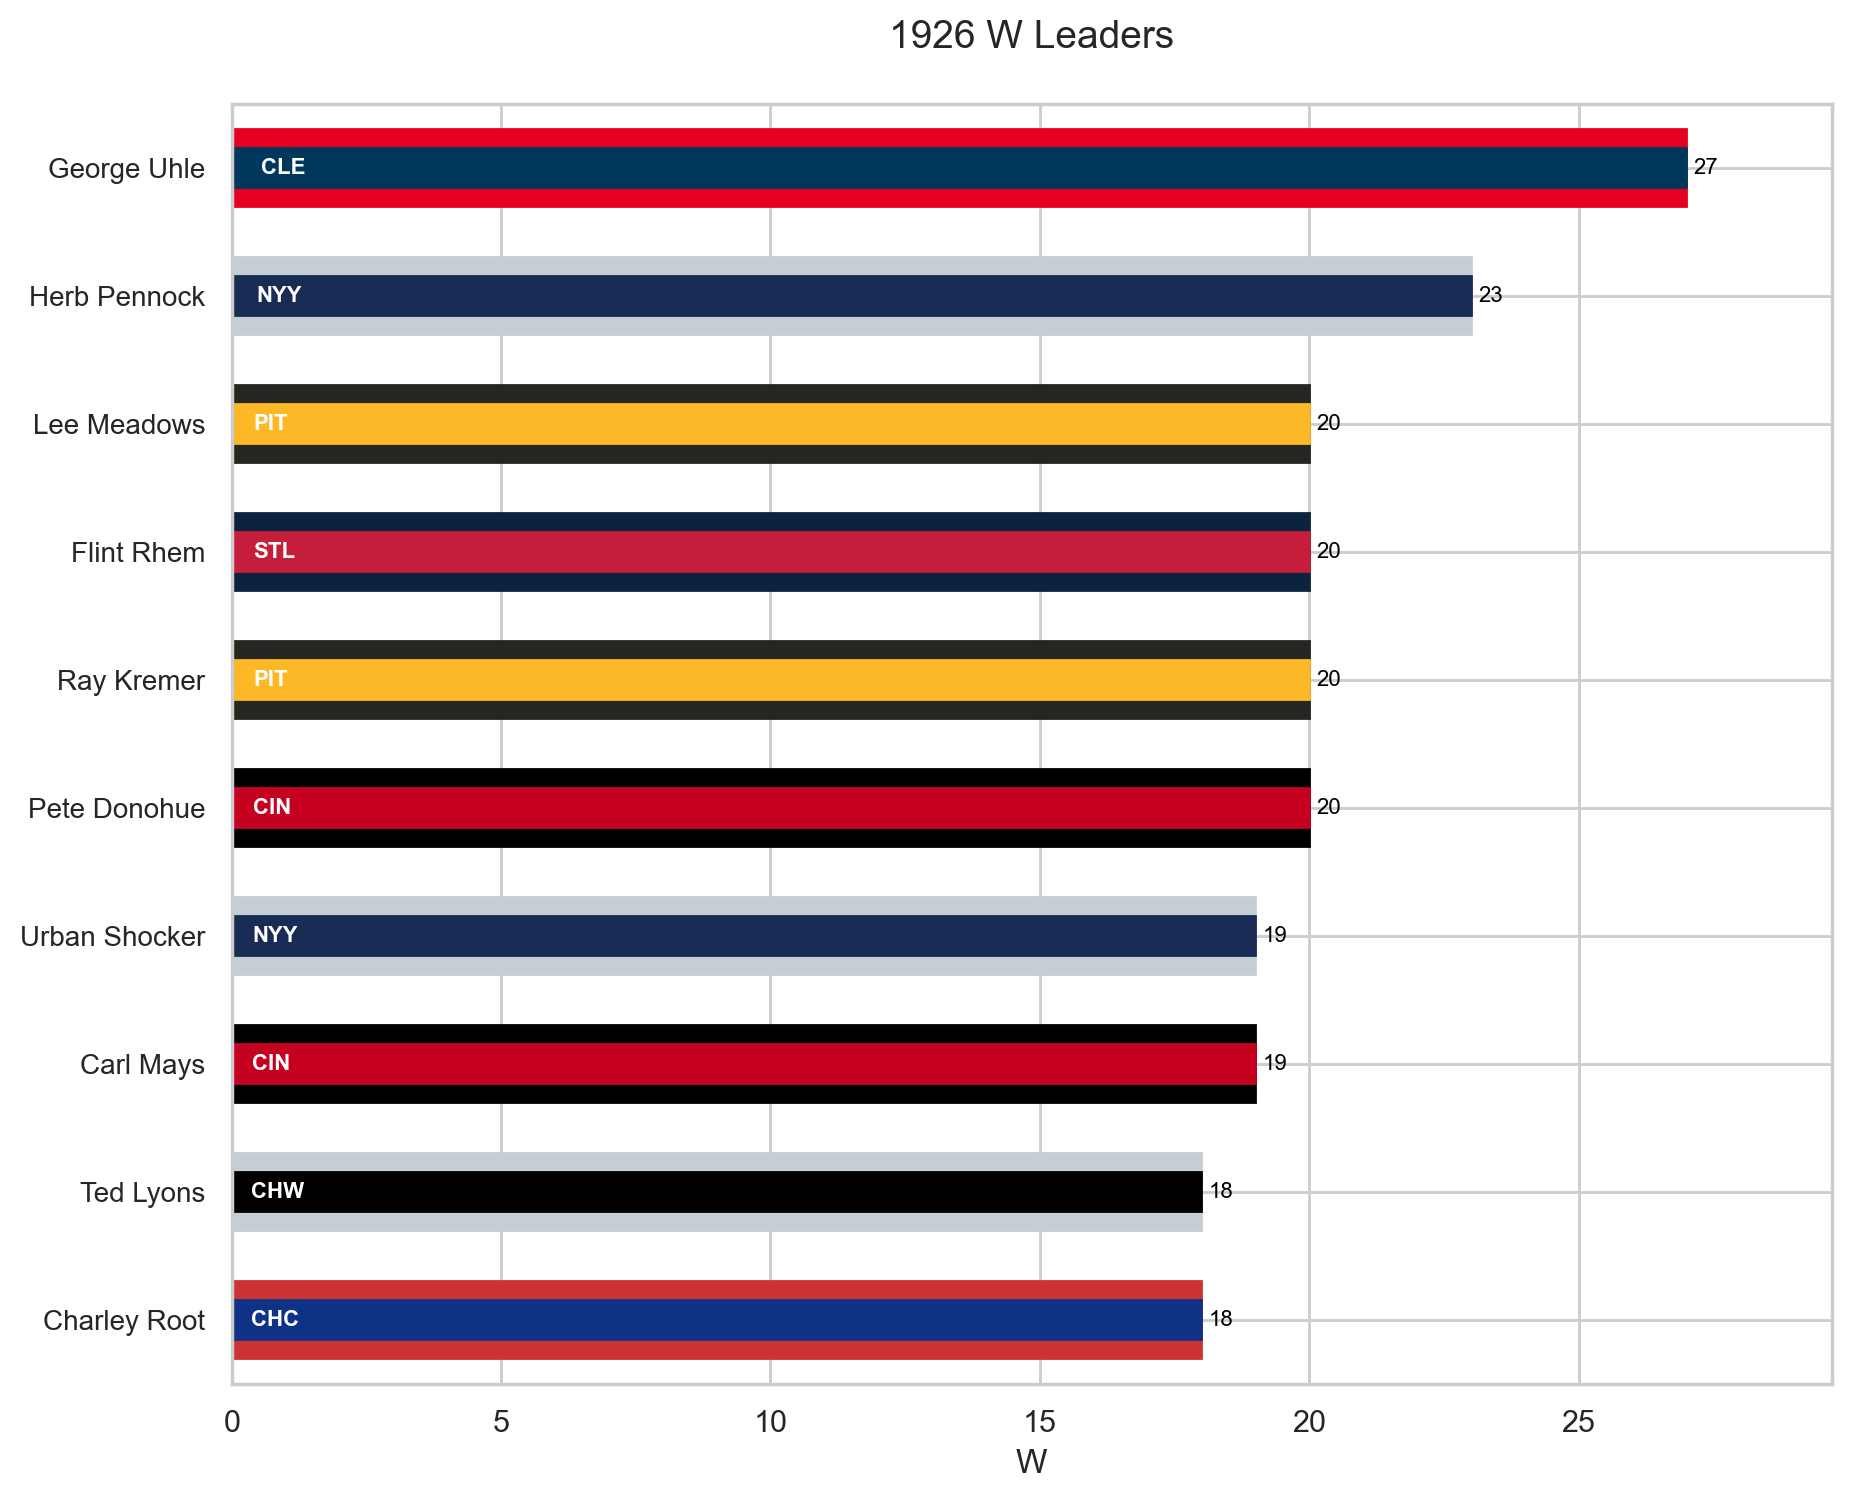 1926 W Leaders
George Uhle CLE 27
Herb Pennock NYY 23
Lee Meadows PIT 20
Flint Rhem STL 20
Ray Kremer PIT 20
Pete Donohue CIN 20
Urban Shocker NYY 19
Carl Mays CIN 19
Ted Lyons CHW 18
Charley Root CHC 18
0 5 10 15 20 25
W